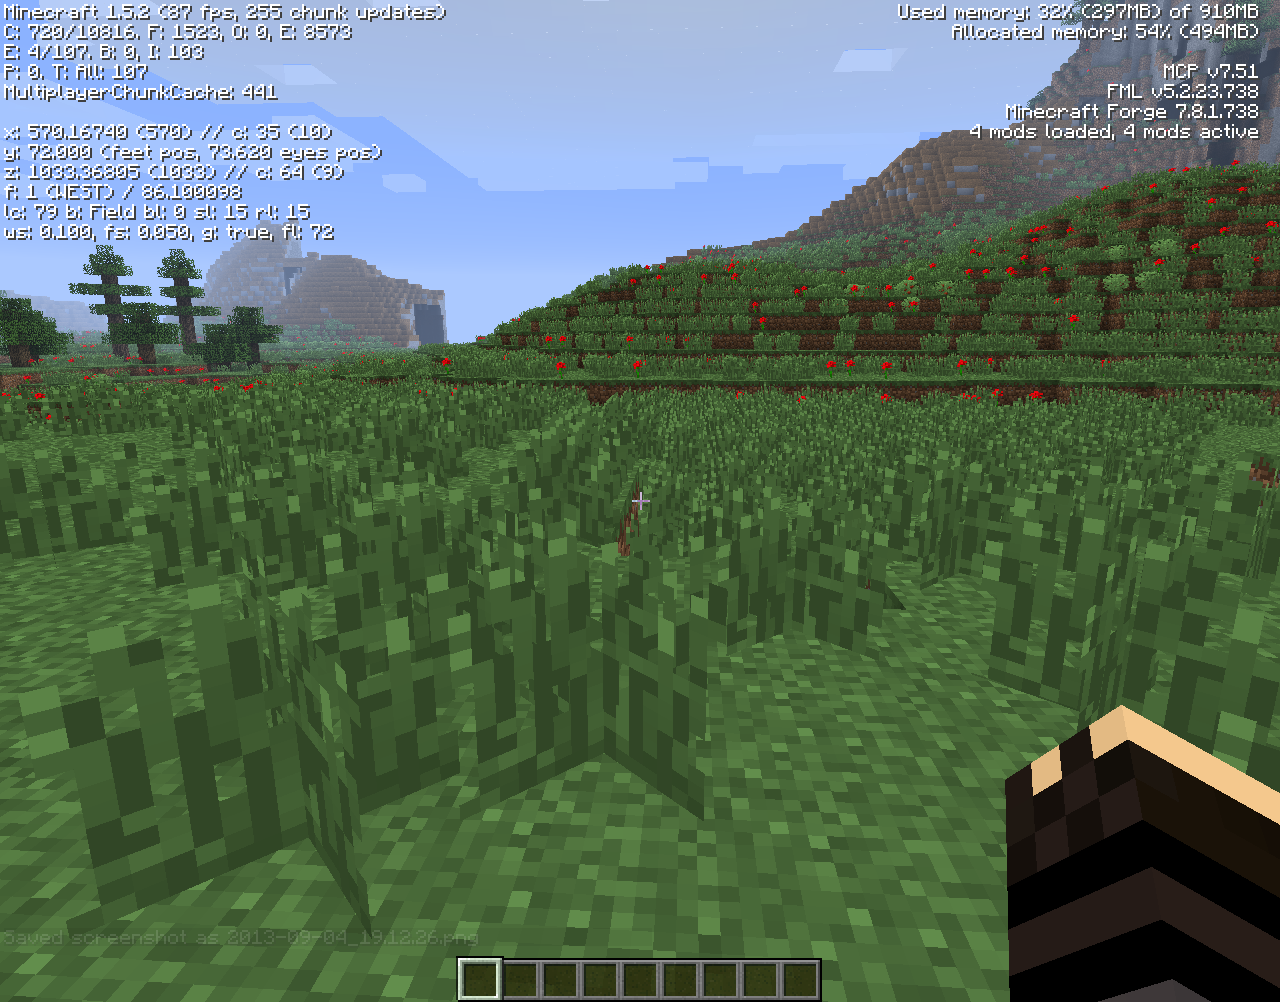 Minecraft 1.5.2 (37 fps, 255 chunk updates)
C: 720/10816. F: 1523, O: 0, E: 8573
E: 4/107. B: 0, I: 103
P: 0. T: All: 107
MultiplayerChunkCache: 441
x: 570.16740 (570) // c: 35 (10)
y: 72.000 (feet pos, 73.620 eyes pos)
z: 1033.36805 (1033) // c: 64 (9)
f: 1 (WEST) / 86.100098
lc: 79 b: Field bl: 0 sl: 15 rl: 15
ws: 0.100, fs: 0.050, g: true, fl: 72
Used memory: 32% (297MB) of 910MB
Allocated memory: 54% (494MB)
MCP v7.51
FML v5.2.23.738
Minecraft Forge 7.8.1.738
4 mods loaded, 4 mods active
Saved screenshot as 2013-09-04_19.12.26.png